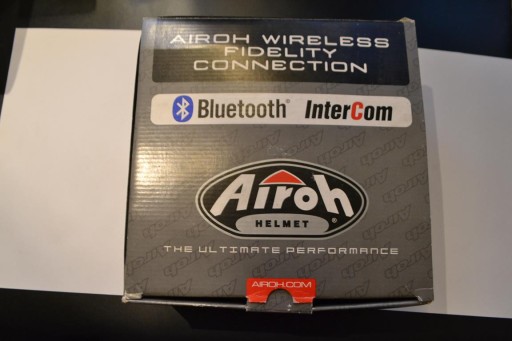 AIROH WIRELESS
FIDELITY
CONNECTION
Bluetooth® InterCom
Airoh®
HELMET
THE ULTIMATE PERFORMANCE
AIROH.COM